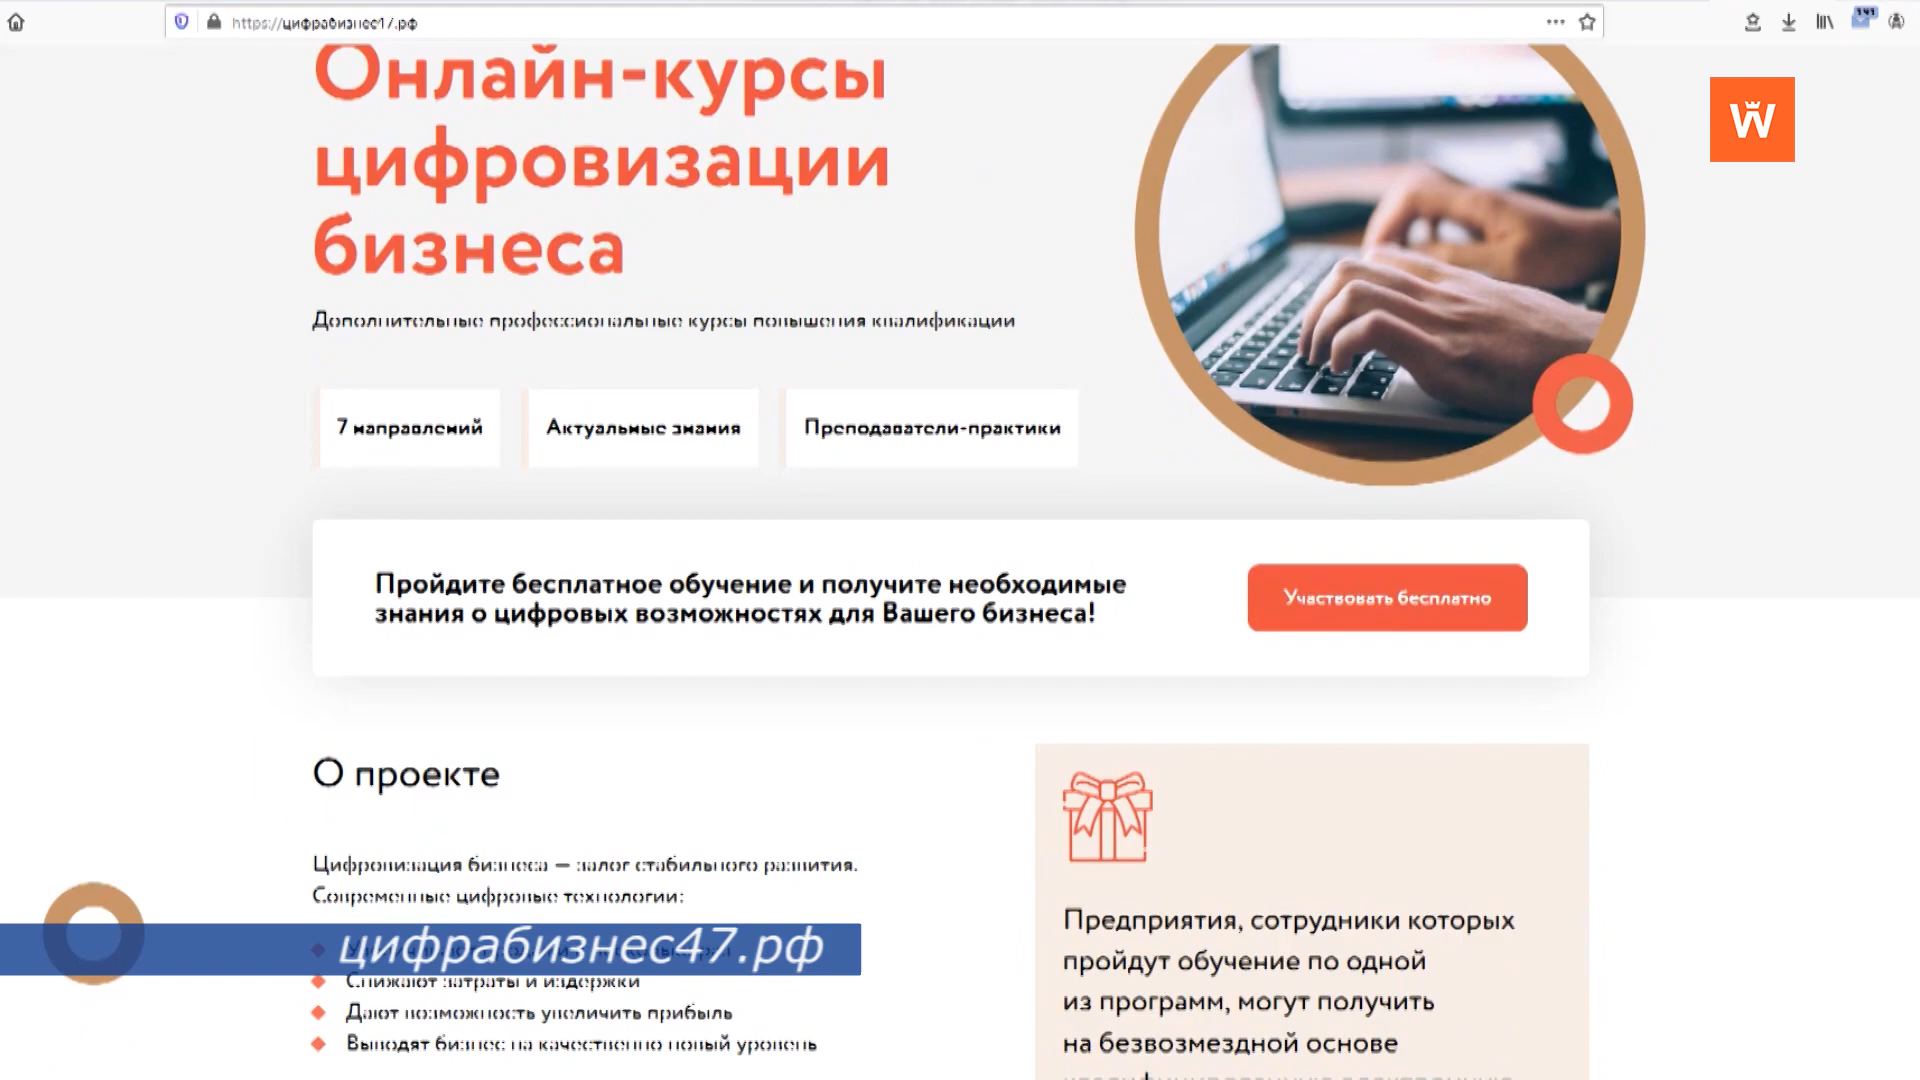 https://цифрабизнес47.рф
W
Онлайн-курсы
цифровизации
бизнеса
Дополнительные профессиональные курсы повышения квалификации
7 направлений
Актуальные знания
Преподаватели-практики
Пройдите бесплатное обучение и получите необходимые
знания о цифровых возможностях для Вашего бизнеса!
Участвовать бесплатно
О проекте
Цифровизация бизнеса — залог стабильного развития.
Современные цифровые технологии:
цифрабизнес47.рф
Снижают затраты и издержки
Дают возможность увеличить прибыль
Выводят бизнес на качественно новый уровень
Предприятия, сотрудники которых
пройдут обучение по одной
из программ, могут получить
на безвозмездной основе